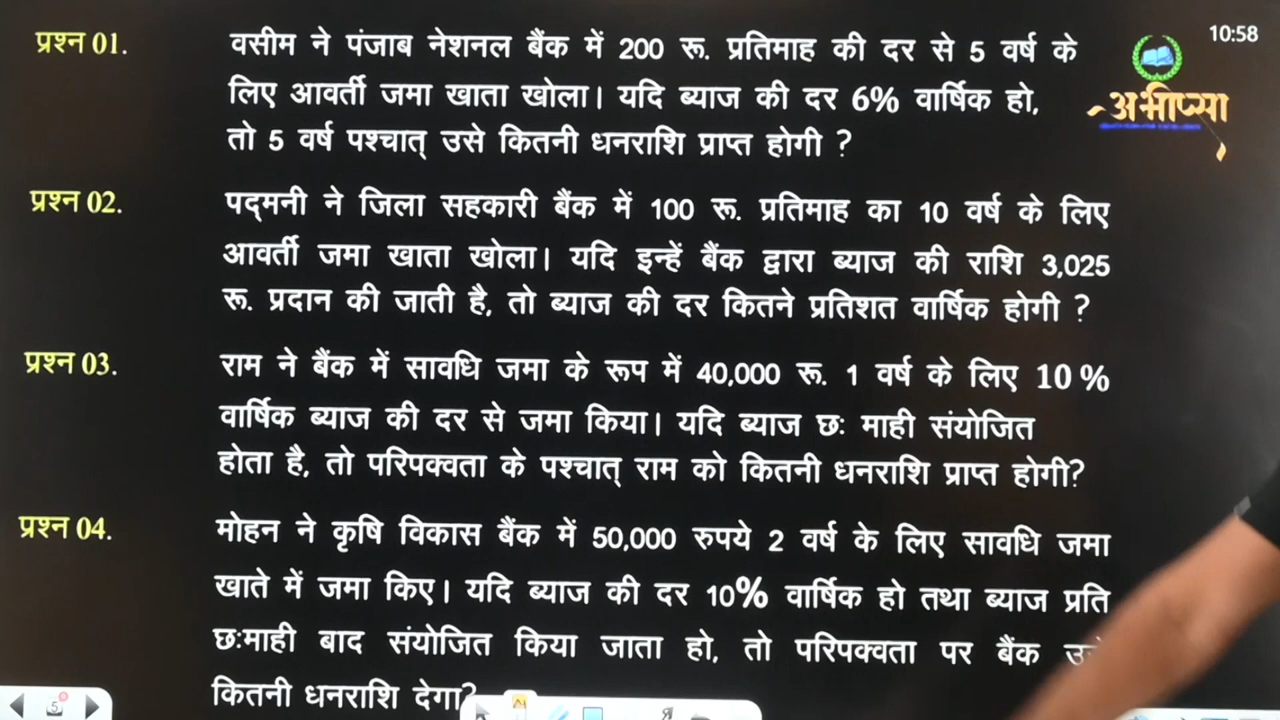 10:58
अभीप्सा
प्रश्न 01. वसीम ने पंजाब नेशनल बैंक में 200 रू. प्रतिमाह की दर से 5 वर्ष के
लिए आवर्ती जमा खाता खोला। यदि ब्याज की दर 6% वार्षिक हो,
तो 5 वर्ष पश्चात् उसे कितनी धनराशि प्राप्त होगी ?
प्रश्न 02. पद्मनी ने जिला सहकारी बैंक में 100 रू. प्रतिमाह का 10 वर्ष के लिए
आवर्ती जमा खाता खोला। यदि इन्हें बैंक द्वारा ब्याज की राशि 3,025
रू. प्रदान की जाती है, तो ब्याज की दर कितने प्रतिशत वार्षिक होगी ?
प्रश्न 03. राम ने बैंक में सावधि जमा के रूप में 40,000 रू. 1 वर्ष के लिए 10 %
वार्षिक ब्याज की दर से जमा किया। यदि ब्याज छः माही संयोजित
होता है, तो परिपक्वता के पश्चात् राम को कितनी धनराशि प्राप्त होगी?
प्रश्न 04. मोहन ने कृषि विकास बैंक में 50,000 रुपये 2 वर्ष के लिए सावधि जमा
खाते में जमा किए। यदि ब्याज की दर 10% वार्षिक हो तथा ब्याज प्रति
छःमाही बाद संयोजित किया जाता हो, तो परिपक्वता पर बैंक
कितनी धनराशि देगा?
5